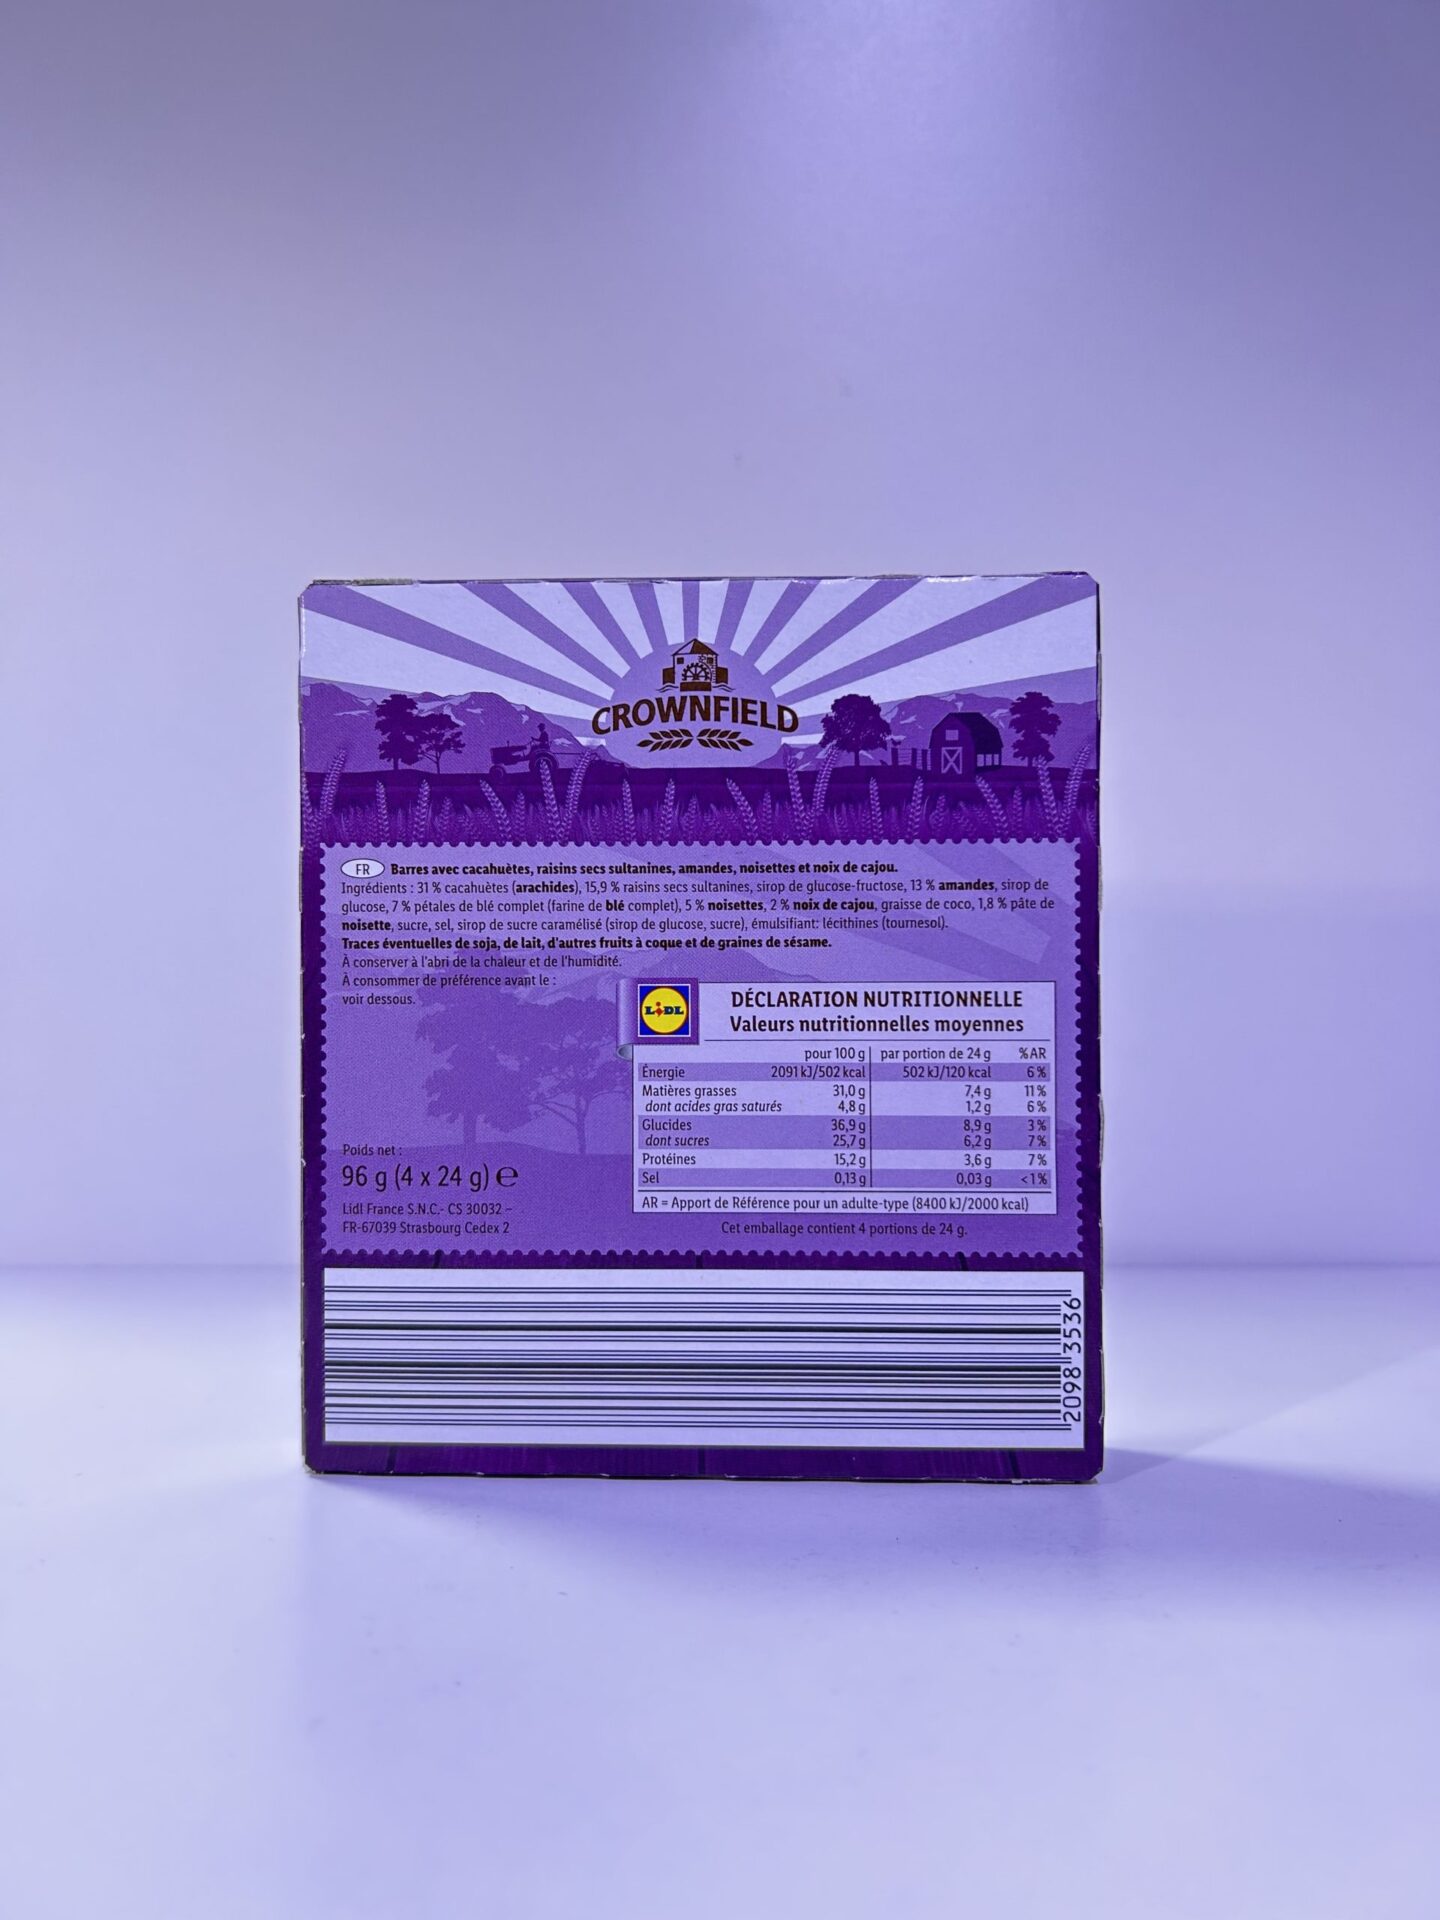 CROWNFIELD
FR Barres avec cacahuètes, raisins secs sultanines, amandes, noisettes et noix de cajou.
Ingrédients : 31 % cacahuètes (arachides), 15,9 % raisins secs sultanines, sirop de glucose-fructose, 13 % amandes, sirop de
glucose, 7 % pétales de blé complet (farine de blé complet), 5 % noisettes, 2 % noix de cajou, graisse de coco, 1,8 % pâte de
noisette, sucre, sel, sirop de sucre caramélisé (sirop de glucose, sucre), émulsifiant: lécithines (tournesol).
Traces éventuelles de soja, de lait, d'autres fruits à coque et de graines de sésame.
À conserver à l'abri de la chaleur et de l'humidité.
À consommer de préférence avant le :
voir dessous.
LIDL
DÉCLARATION NUTRITIONNELLE
Valeurs nutritionnelles moyennes
pour 100 g par portion de 24 g %AR
Énergie 2091 kJ/502 kcal 502 kJ/120 kcal 6 %
Matières grasses 31,0 g 7,4 g 11 %
dont acides gras saturés 4,8 g 1,2 g 6 %
Glucides 36,9 g 8,9 g 3 %
dont sucres 25,7 g 6,2 g 7 %
Protéines 15,2 g 3,6 g 7 %
Sel 0,13 g 0,03 g <1 %
AR = Apport de Référence pour un adulte-type (8400 kJ/2000 kcal)
Cet emballage contient 4 portions de 24 g.
Poids net :
96 g (4 x 24 g) ℮
Lidl France S.N.C.- CS 30032 –
FR-67039 Strasbourg Cedex 2
2098 3536